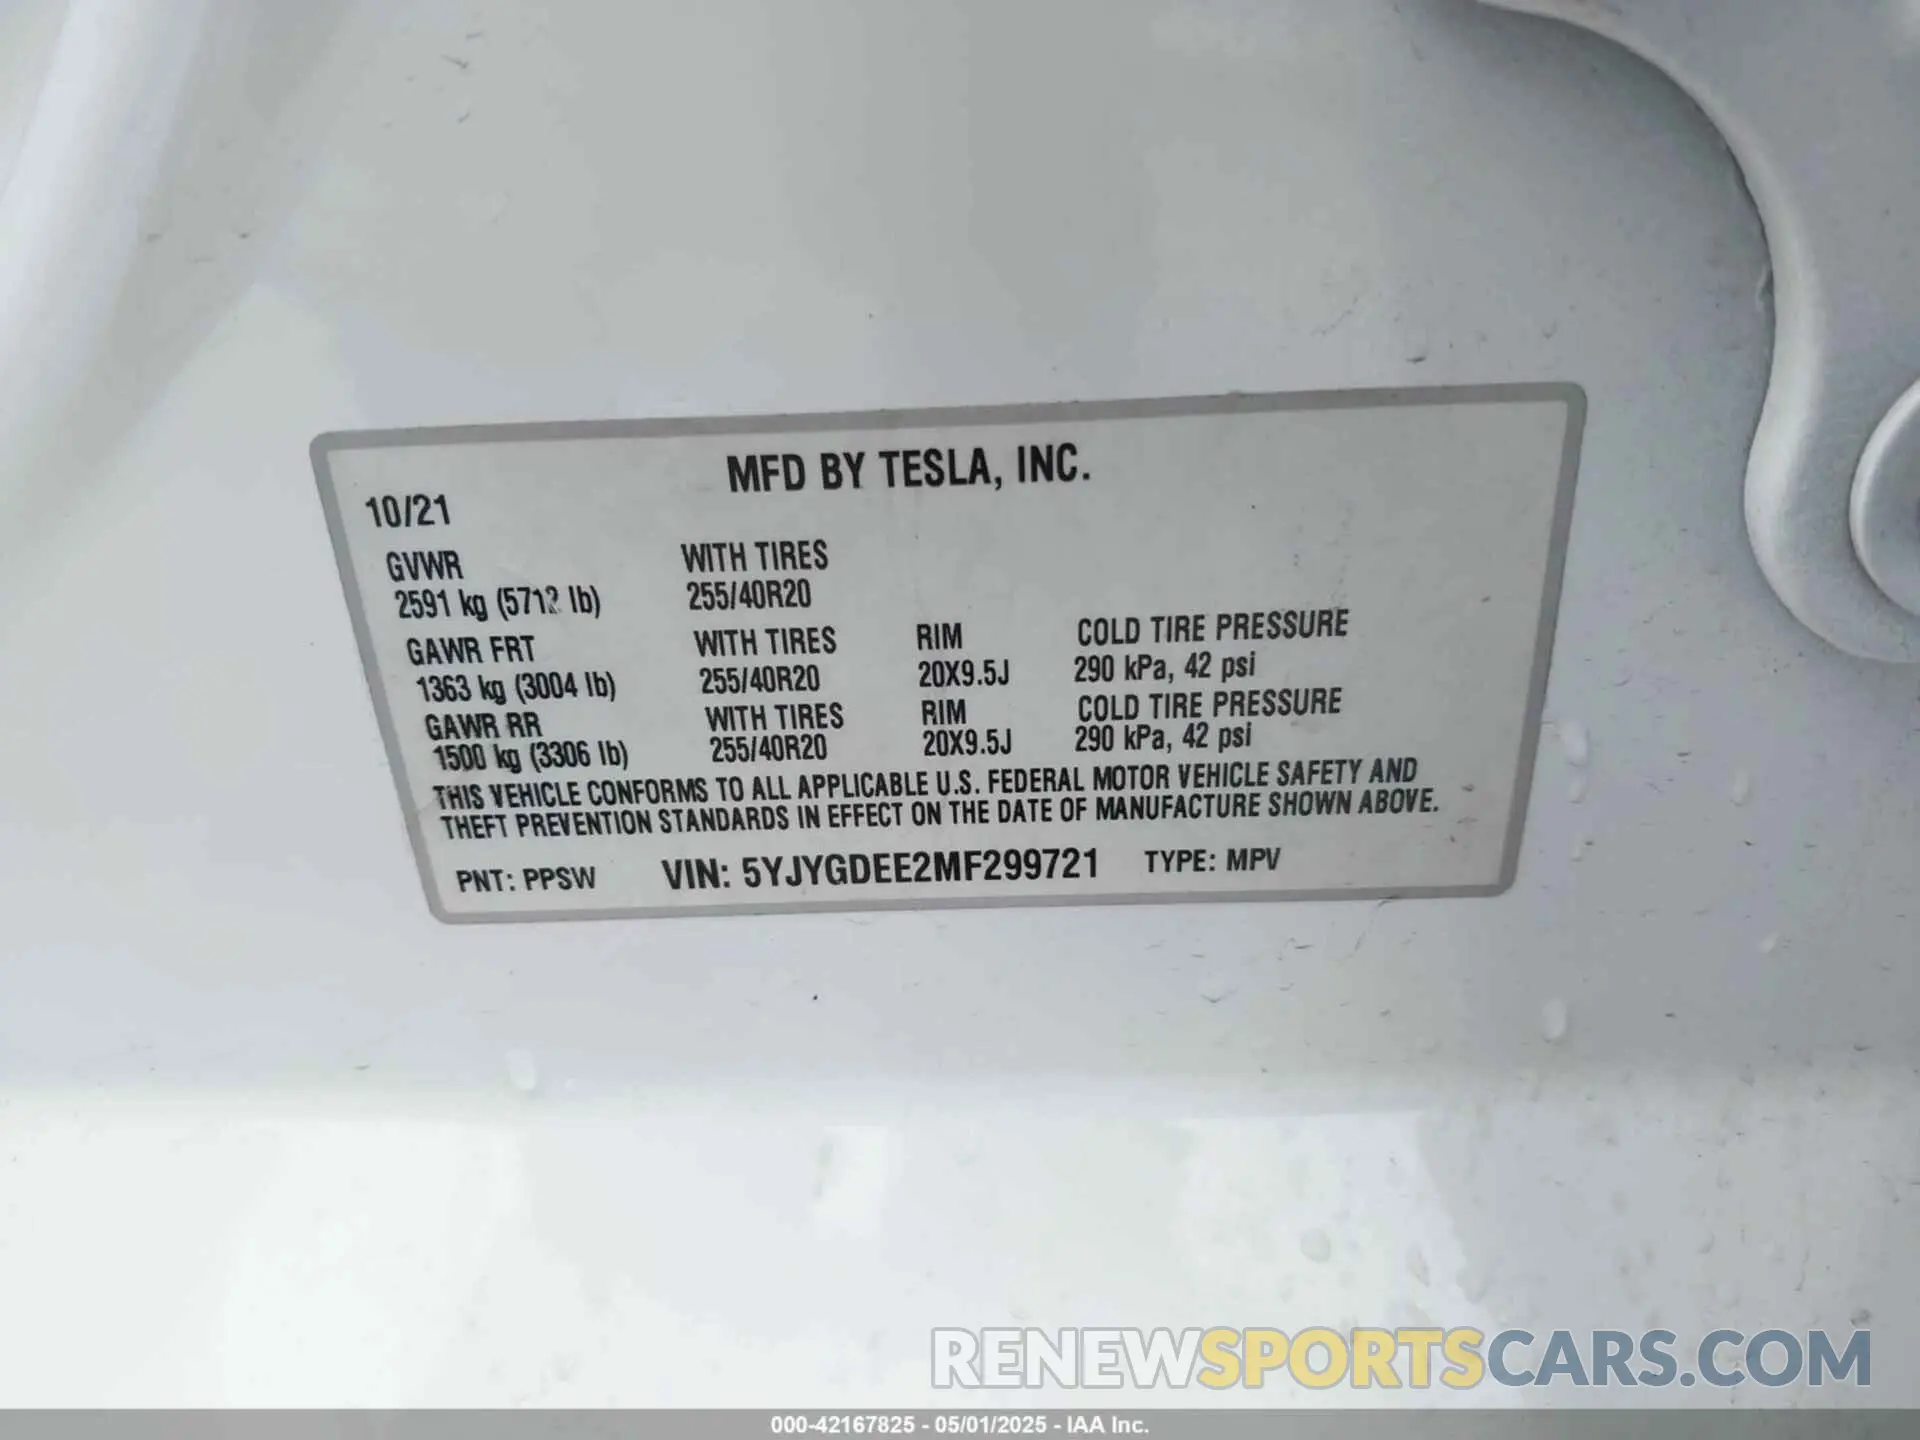 MFD BY TESLA, INC.
10/21
GVWR WITH TIRES
2591 kg (5712 lb) 255/40R20
GAWR FRT WITH TIRES RIM COLD TIRE PRESSURE
1363 kg (3004 lb) 255/40R20 20X9.5J 290 kPa, 42 psi
GAWR RR WITH TIRES RIM COLD TIRE PRESSURE
1500 kg (3306 lb) 255/40R20 20X9.5J 290 kPa, 42 psi
THIS VEHICLE CONFORMS TO ALL APPLICABLE U.S. FEDERAL MOTOR VEHICLE SAFETY AND
THEFT PREVENTION STANDARDS IN EFFECT ON THE DATE OF MANUFACTURE SHOWN ABOVE.
PNT: PPSW VIN: 5YJYGDEE2MF299721 TYPE: MPV
RENEWSPORTSCARS.COM
000-42167825 - 05/01/2025 - IAA Inc.